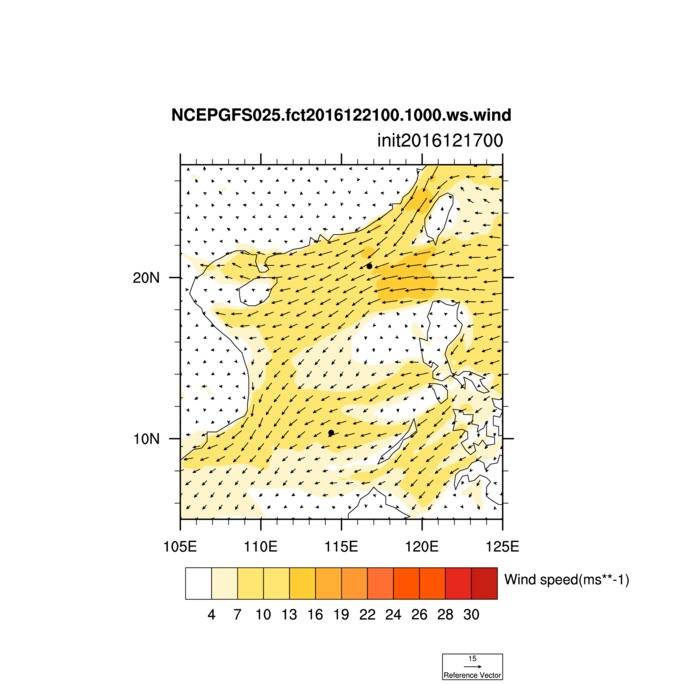 NCEPGFS025.fct2016122100.1000.ws.wind
init2016121700
20N
10N
105E 110E 115E 120E 125E
Wind speed(ms**-1)
4 7 10 13 16 19 22 24 26 28 30
15
Reference Vector